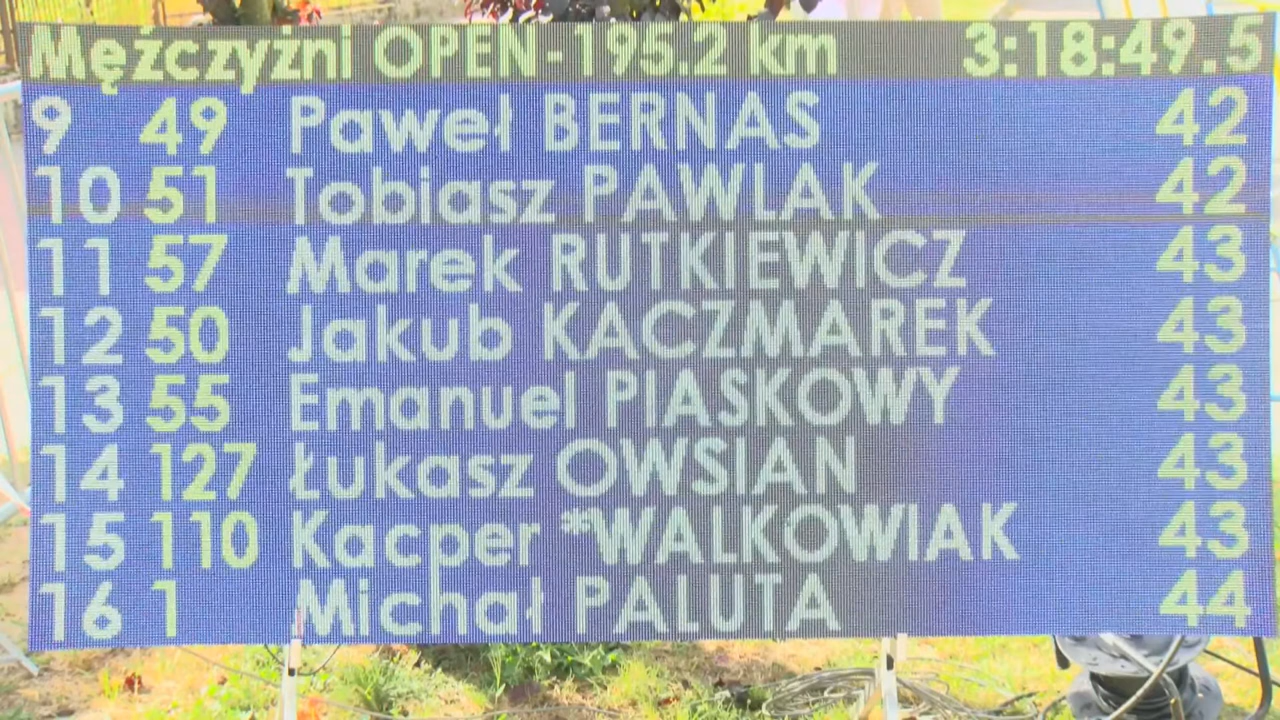 Mężczyźni OPEN-195.2 km 3:18:49.5
9 49 Paweł BERNAS 42
10 51 Tobiasz PAWLAK 42
11 57 Marek RUTKIEWICZ 43
12 50 Jakub KACZMAREK 43
13 55 Emanuel PIASKOWY 43
14 127 Łukasz OWSIAN 43
15 110 Kacper *WALKOWIAK 43
16 1 Michał PALUTA 44